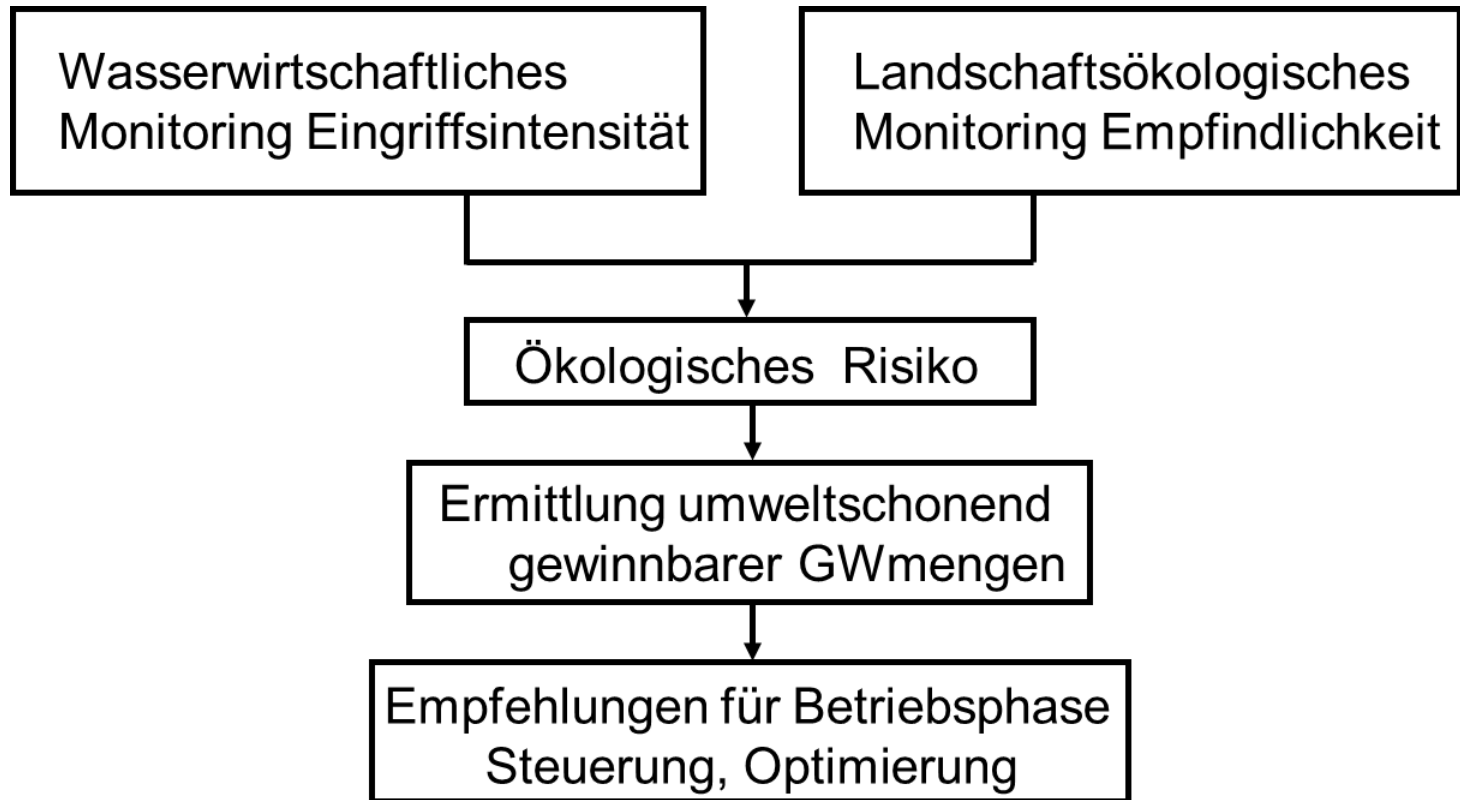 Wasserwirtschaftliches
Monitoring Eingriffsintensität
Landschaftsökologisches
Monitoring Empfindlichkeit
Ökologisches Risiko
Ermittlung umweltschonend
gewinnbarer GWmengen
Empfehlungen für Betriebsphase
Steuerung, Optimierung